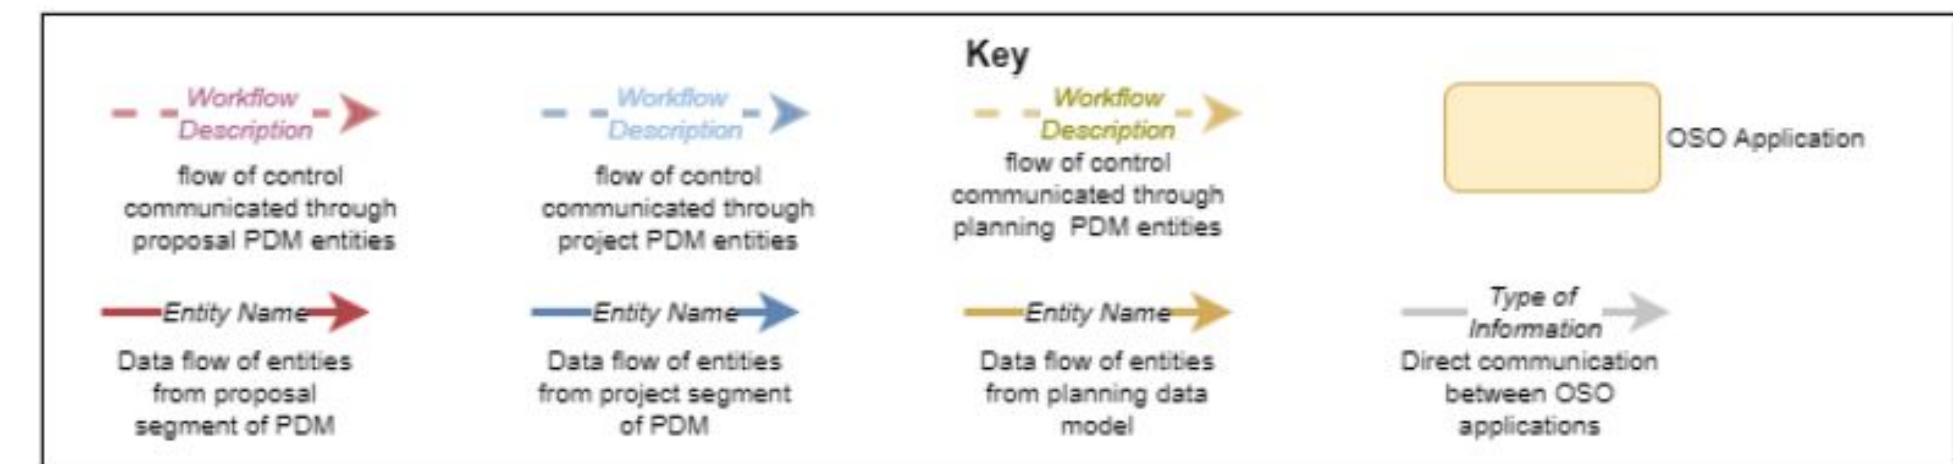 Key
Workflow
Description
flow of control
communicated through
proposal PDM entities
Workflow
Description
flow of control
communicated through
project PDM entities
Workflow
Description
flow of control
communicated through
planning PDM entities
OSO Application
Entity Name
Data flow of entities
from proposal
segment of PDM
Entity Name
Data flow of entities
from project segment
of PDM
Entity Name
Data flow of entities
from planning data
model
Type of
Information
Direct communication
between OSO
applications